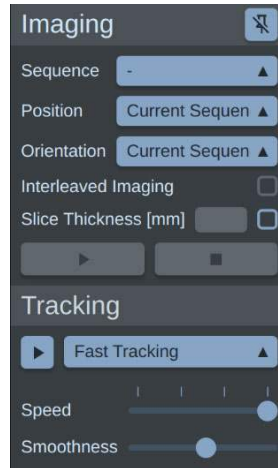 Imaging
Sequence -
Position Current Sequen
Orientation Current Sequen
Interleaved Imaging
Slice Thickness [mm]
Tracking
Fast Tracking
Speed
Smoothness